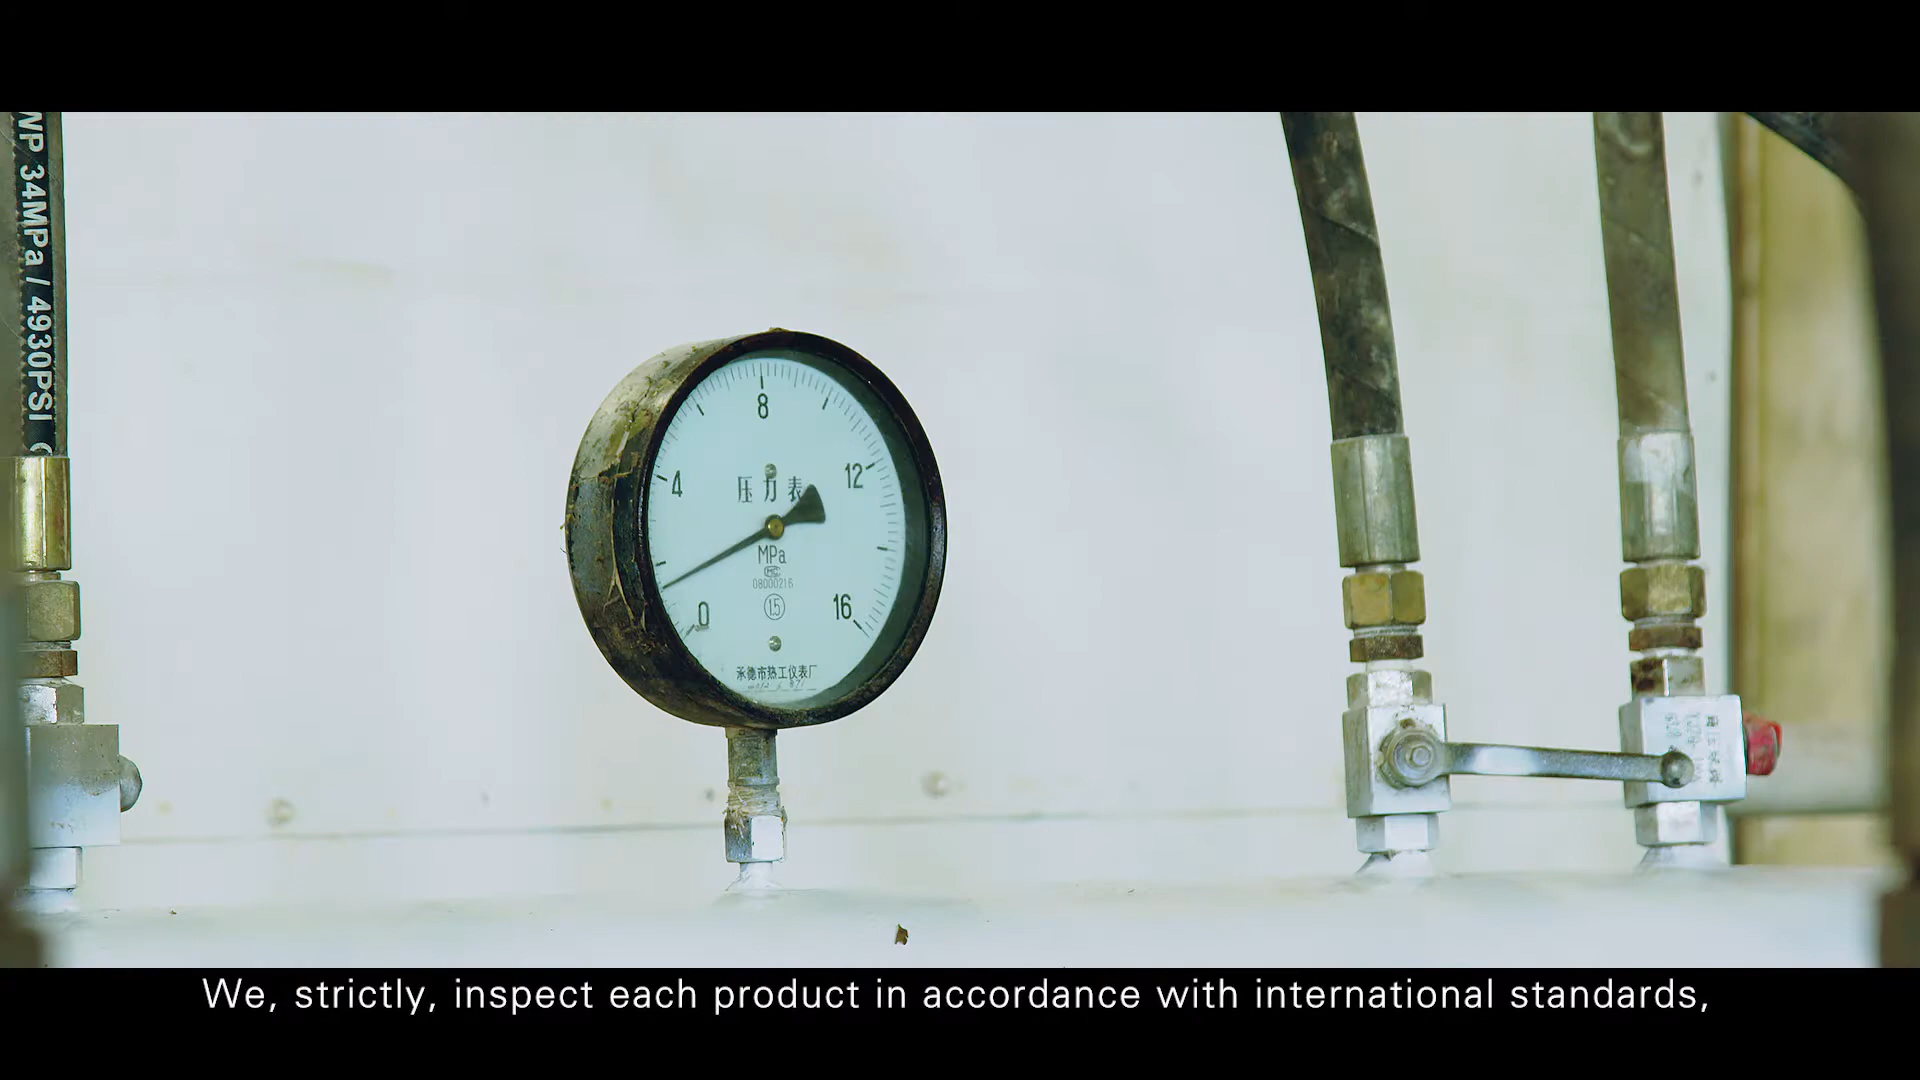 WP 34MPa / 4930PSI
8
4
12
压力表
MPa
08000216
1.5
0
16
承德市热工仪表厂
We, strictly, inspect each product in accordance with international standards,